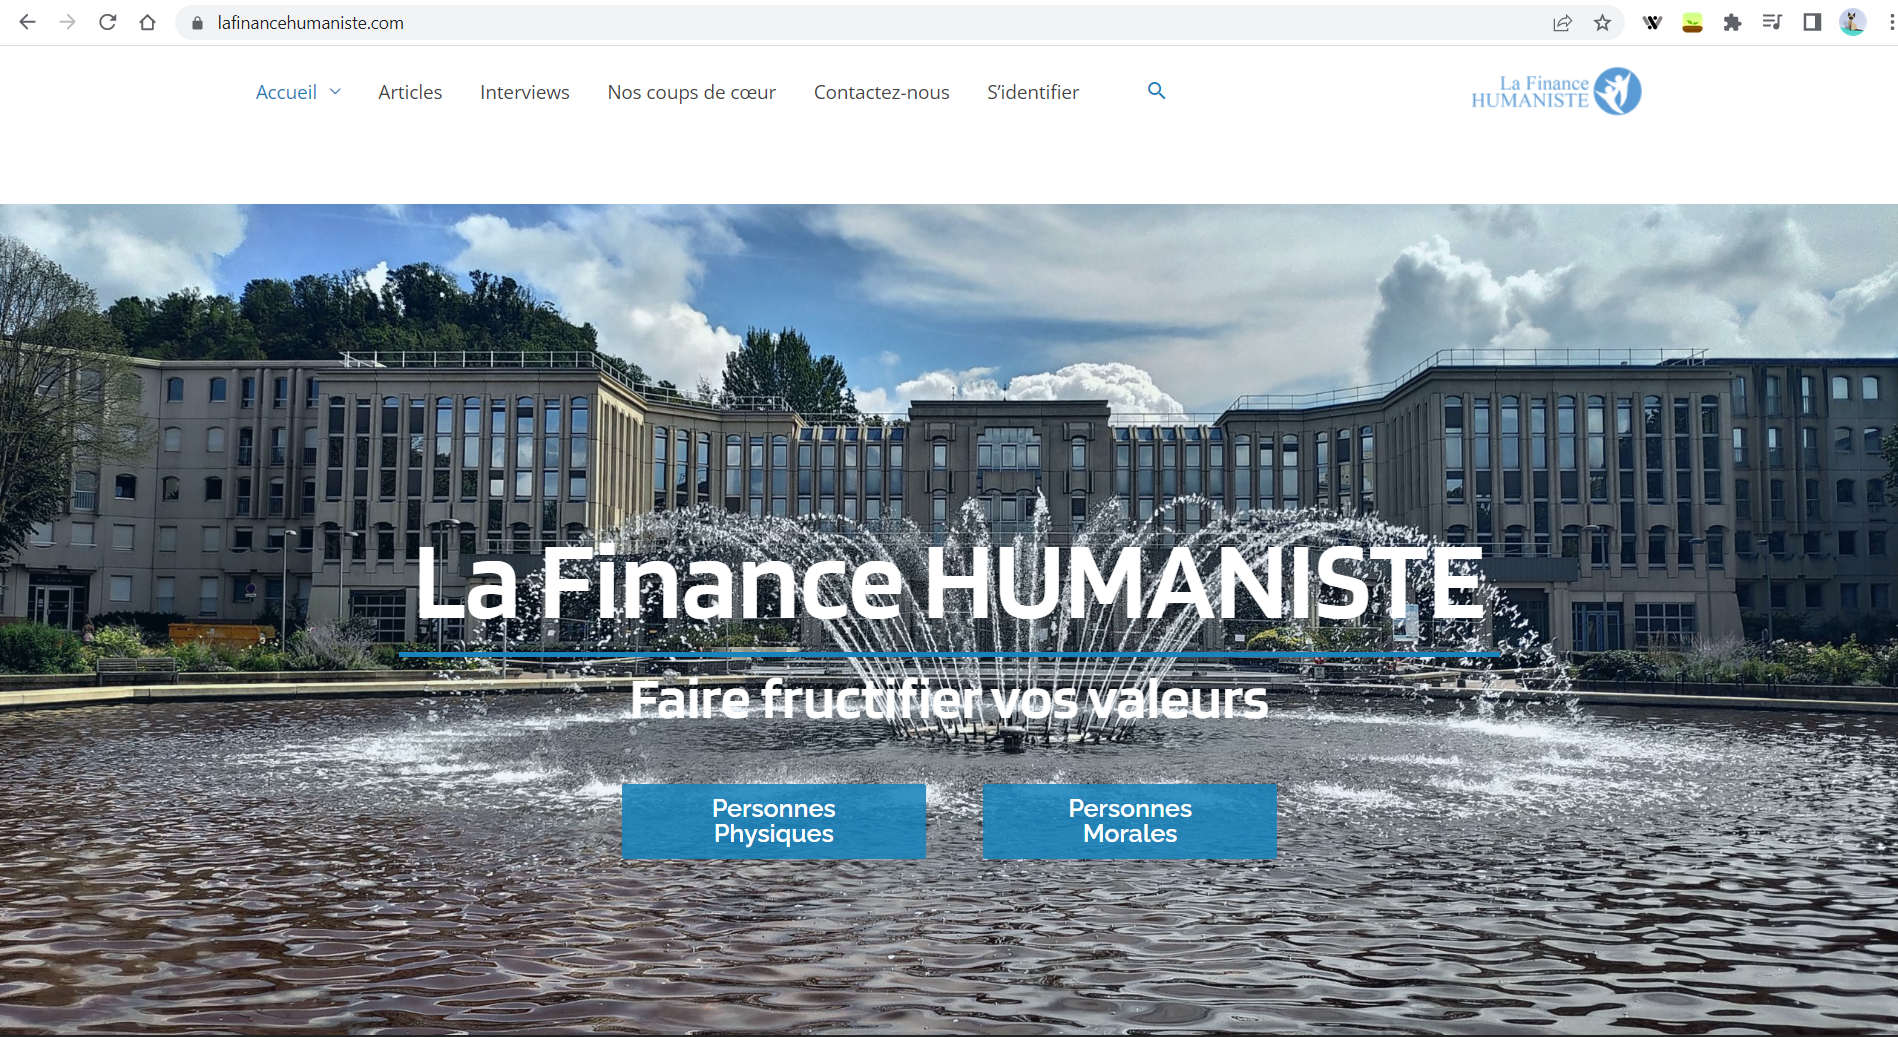 lafinancehumaniste.com
Accueil Articles Interviews Nos coups de cœur Contactez-nous S’identifier
La Finance
HUMANISTE
La Finance HUMANISTE
Faire fructifier vos valeurs
Personnes
Physiques
Personnes
Morales